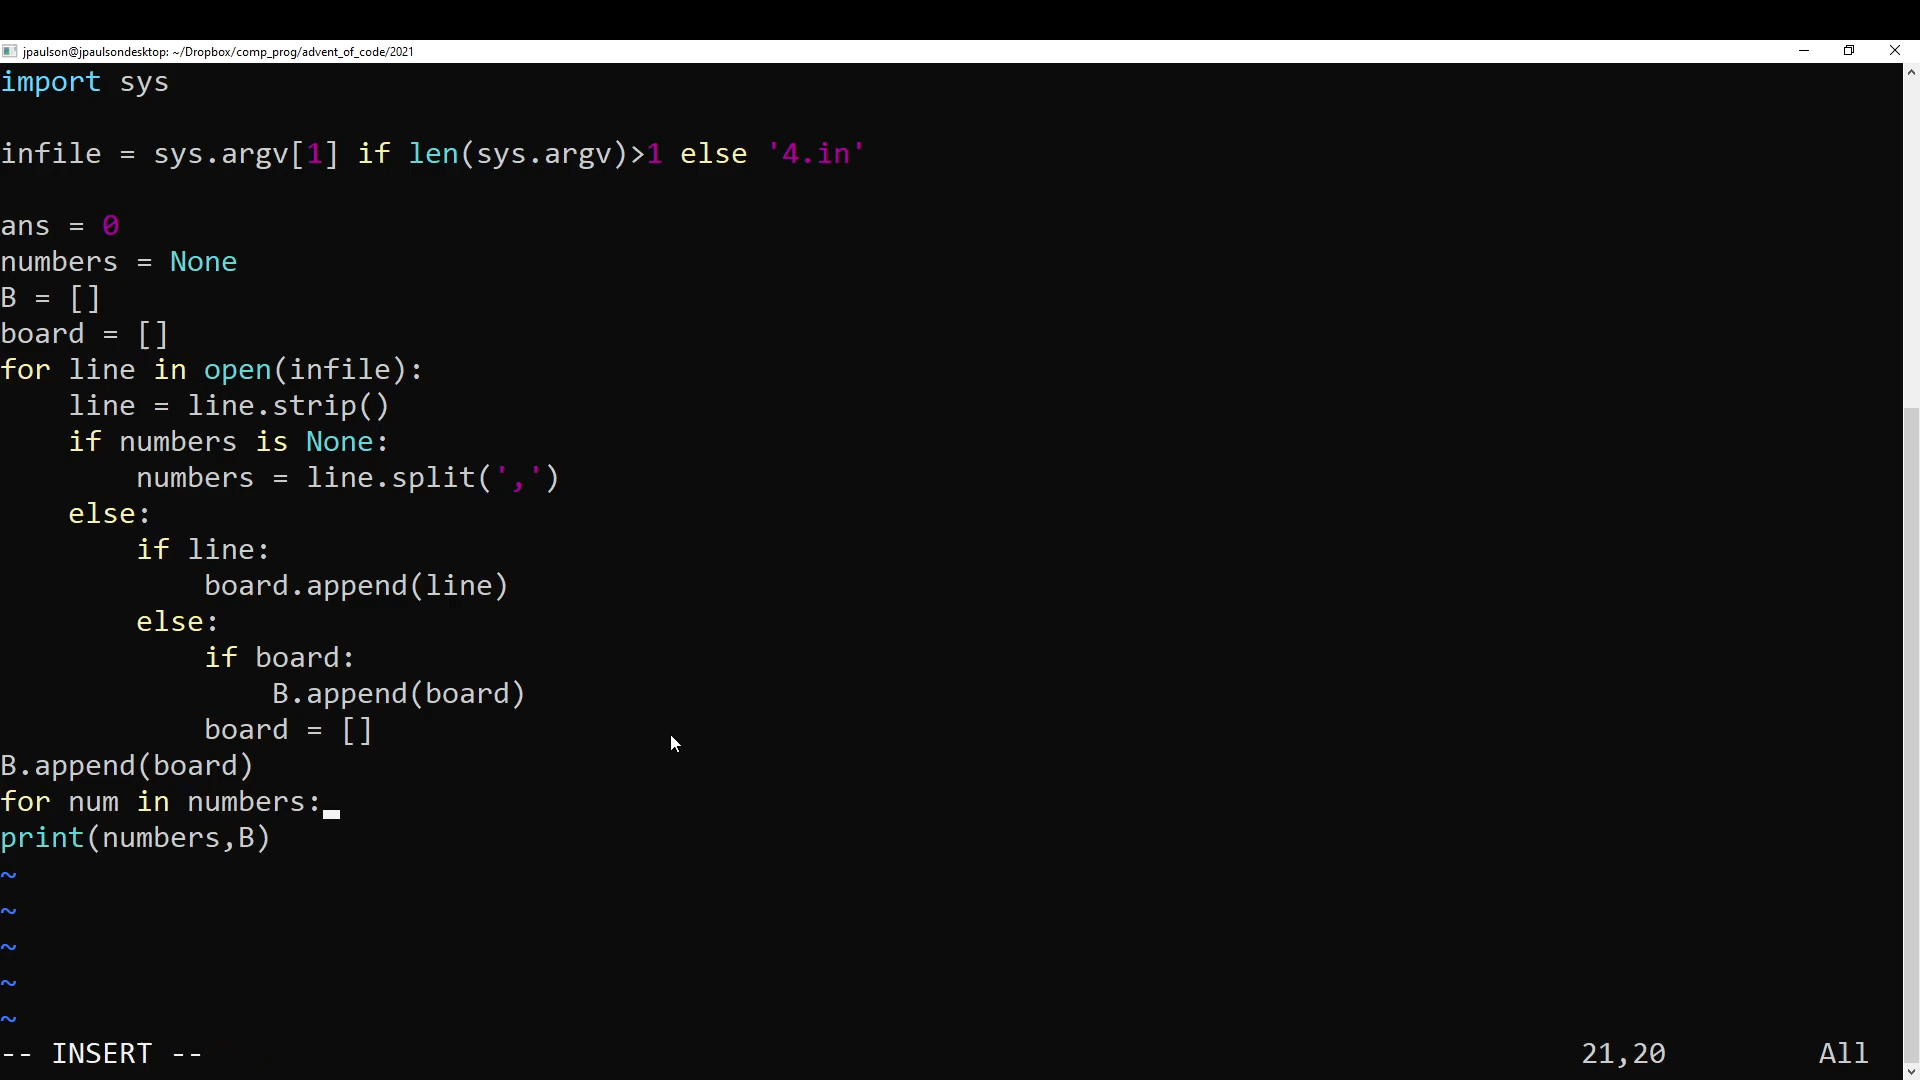 jpaulson@jpaulsondesktop: ~/Dropbox/comp_prog/advent_of_code/2021
import sys
infile = sys.argv[1] if len(sys.argv)>1 else '4.in'
ans = 0
numbers = None
B = []
board = []
for line in open(infile):
    line = line.strip()
    if numbers is None:
        numbers = line.split(',')
    else:
        if line:
            board.append(line)
        else:
            if board:
                B.append(board)
            board = []
B.append(board)
for num in numbers:
print(numbers,B)
~
~
~
~
~
-- INSERT -- 21,20 All